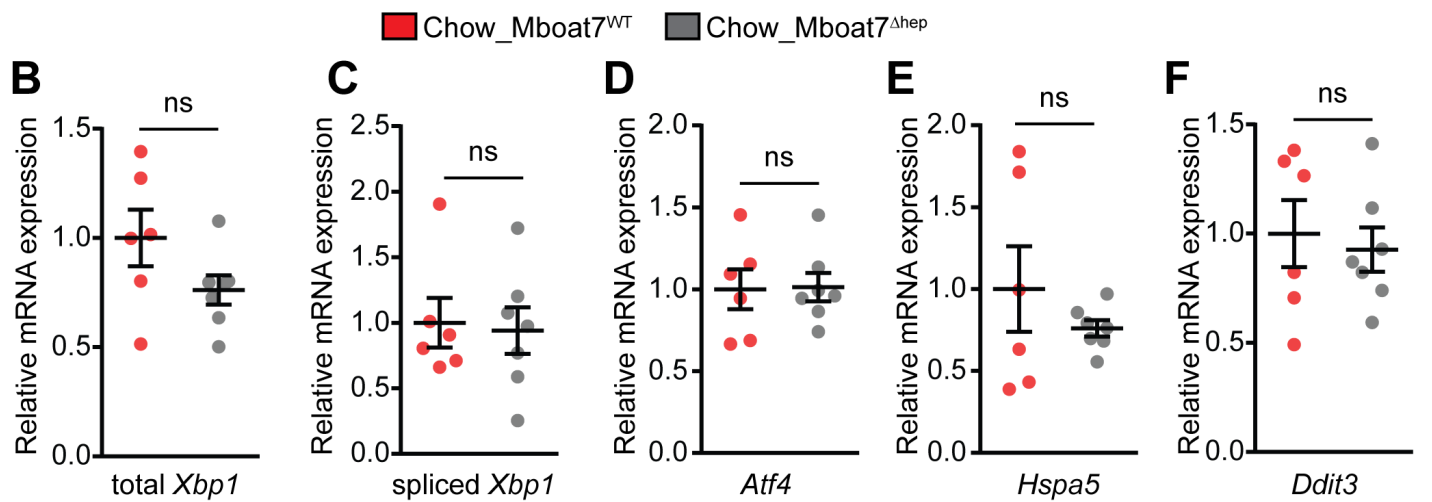 Chow_Mboat7WT Chow_Mboat7Δhep
B
ns
Relative mRNA expression
1.5
1.0
0.5
0.0
total Xbp1
C
ns
Relative mRNA expression
2.5
2.0
1.5
1.0
0.5
0.0
spliced Xbp1
D
ns
Relative mRNA expression
2.0
1.5
1.0
0.5
0.0
Atf4
E
ns
Relative mRNA expression
2.0
1.5
1.0
0.5
0.0
Hspa5
F
ns
Relative mRNA expression
1.5
1.0
0.5
0.0
Ddit3